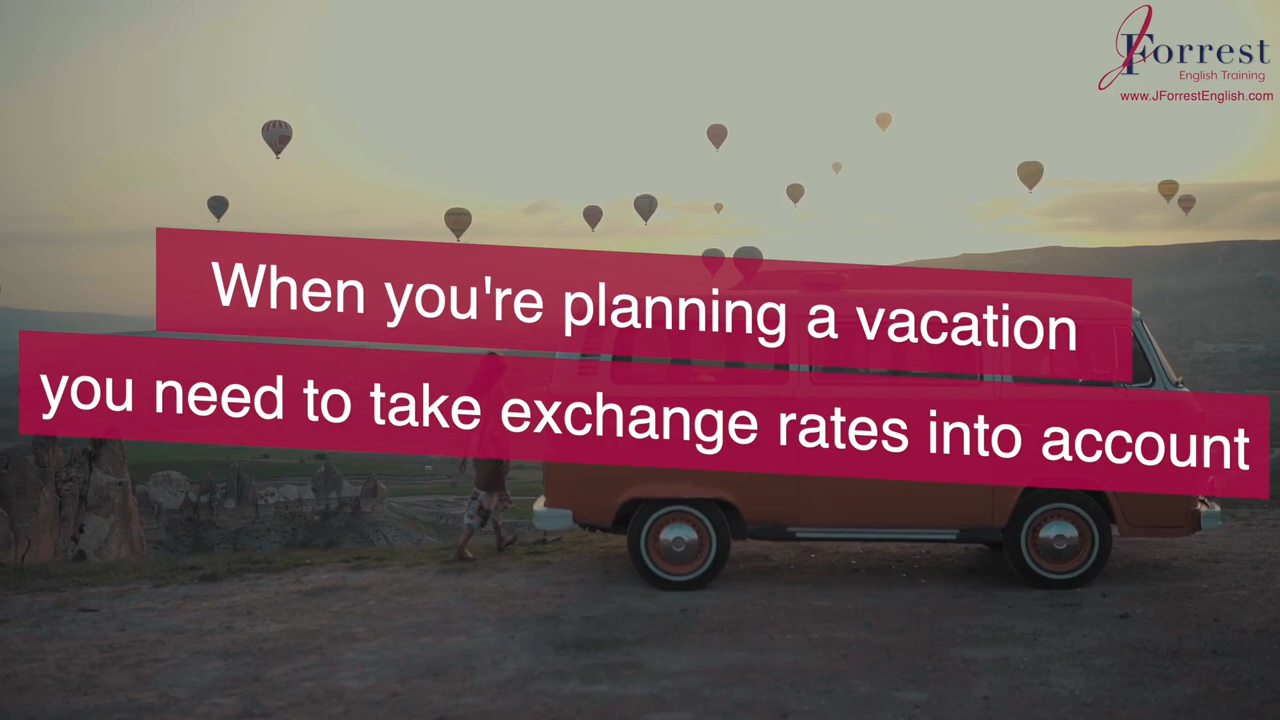 JForrest
English Training
www.JForrestEnglish.com
When you're planning a vacation
you need to take exchange rates into account